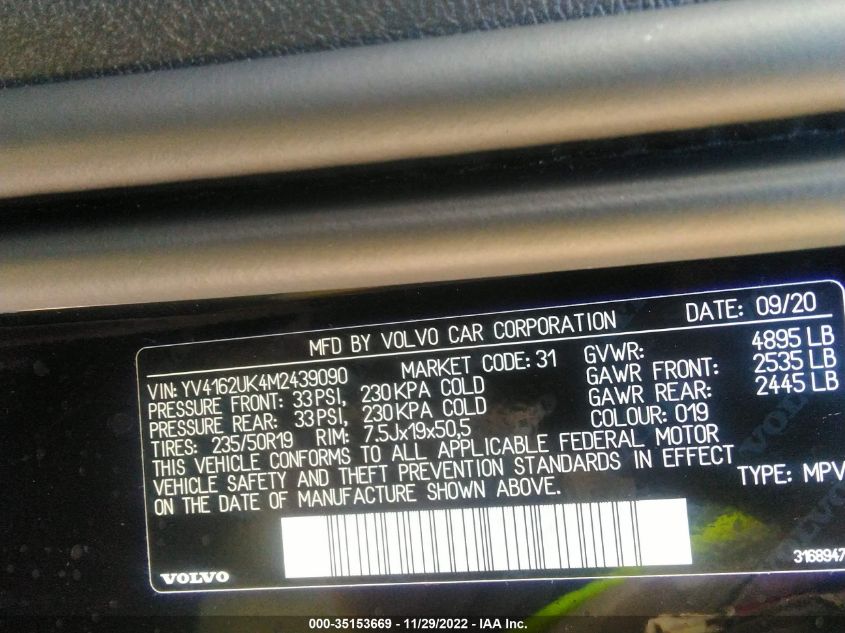 MFD BY VOLVO CAR CORPORATION DATE: 09/20
VIN: YV4162UK4M2439090 MARKET CODE: 31 GVWR: 4895 LB
PRESSURE FRONT: 33 PSI, 230 KPA COLD GAWR FRONT: 2535 LB
PRESSURE REAR: 33 PSI, 230 KPA COLD GAWR REAR: 2445 LB
TIRES: 235/50R19 RIM: 7.5Jx19x50,5 COLOUR: 019
THIS VEHICLE CONFORMS TO ALL APPLICABLE FEDERAL MOTOR
VEHICLE SAFETY AND THEFT PREVENTION STANDARDS IN EFFECT
ON THE DATE OF MANUFACTURE SHOWN ABOVE. TYPE: MPV
VOLVO 3168947
000-35153669 - 11/29/2022 - IAA Inc.